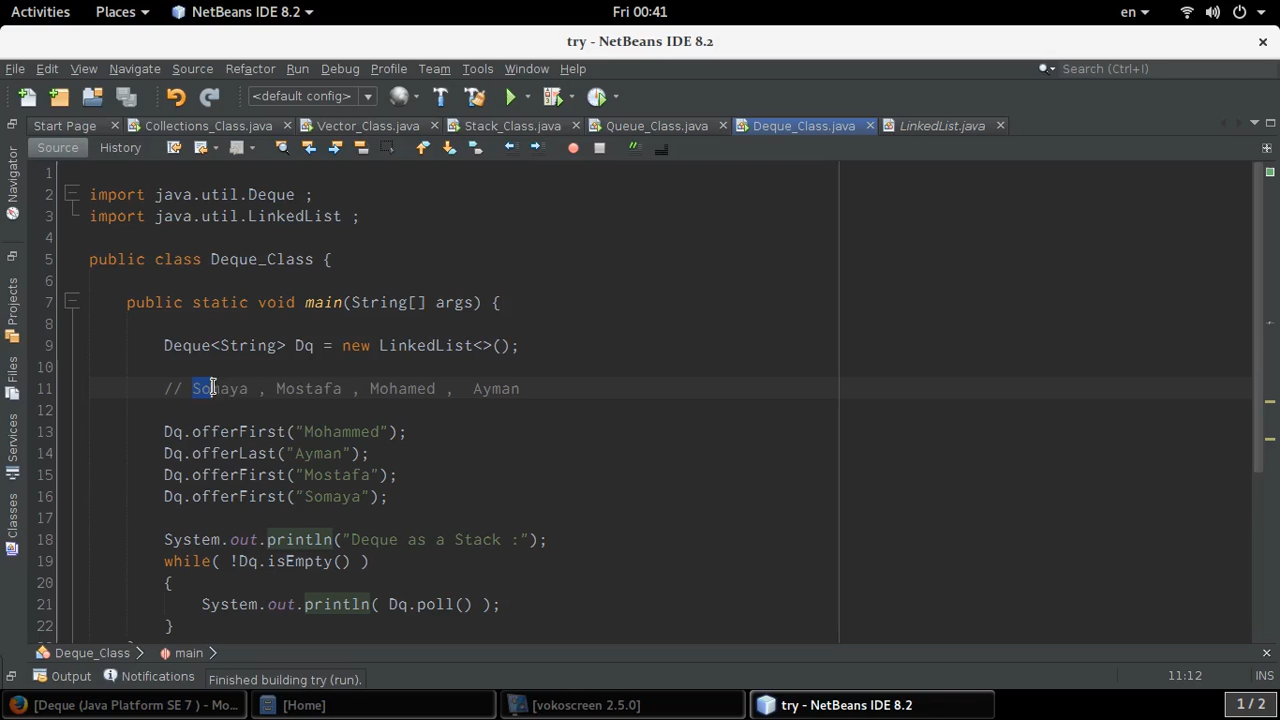 Activities Places NetBeans IDE 8.2 Fri 00:41 en
try - NetBeans IDE 8.2
File Edit View Navigate Source Refactor Run Debug Profile Team Tools Window Help Search (Ctrl+I)
<default config>
Start Page Collections_Class.java Vector_Class.java Stack_Class.java Queue_Class.java Deque_Class.java LinkedList.java
Source History
Navigator
Projects
Files
Services
Classes
1
2 import java.util.Deque ;
3 import java.util.LinkedList ;
4
5 public class Deque_Class {
6
7 public static void main(String[] args) {
8
9 Deque<String> Dq = new LinkedList<>();
10
11 // Somaya , Mostafa , Mohamed , Ayman
12
13 Dq.offerFirst("Mohammed");
14 Dq.offerLast("Ayman");
15 Dq.offerFirst("Mostafa");
16 Dq.offerFirst("Somaya");
17
18 System.out.println("Deque as a Stack :");
19 while( !Dq.isEmpty() )
20 {
21 System.out.println( Dq.poll() );
22 }
Deque_Class main
Output Notifications Finished building try (run). 11:12 INS
[Deque (Java Platform SE 7 ) - Mo... [Home] [vokoscreen 2.5.0] try - NetBeans IDE 8.2 1 / 2